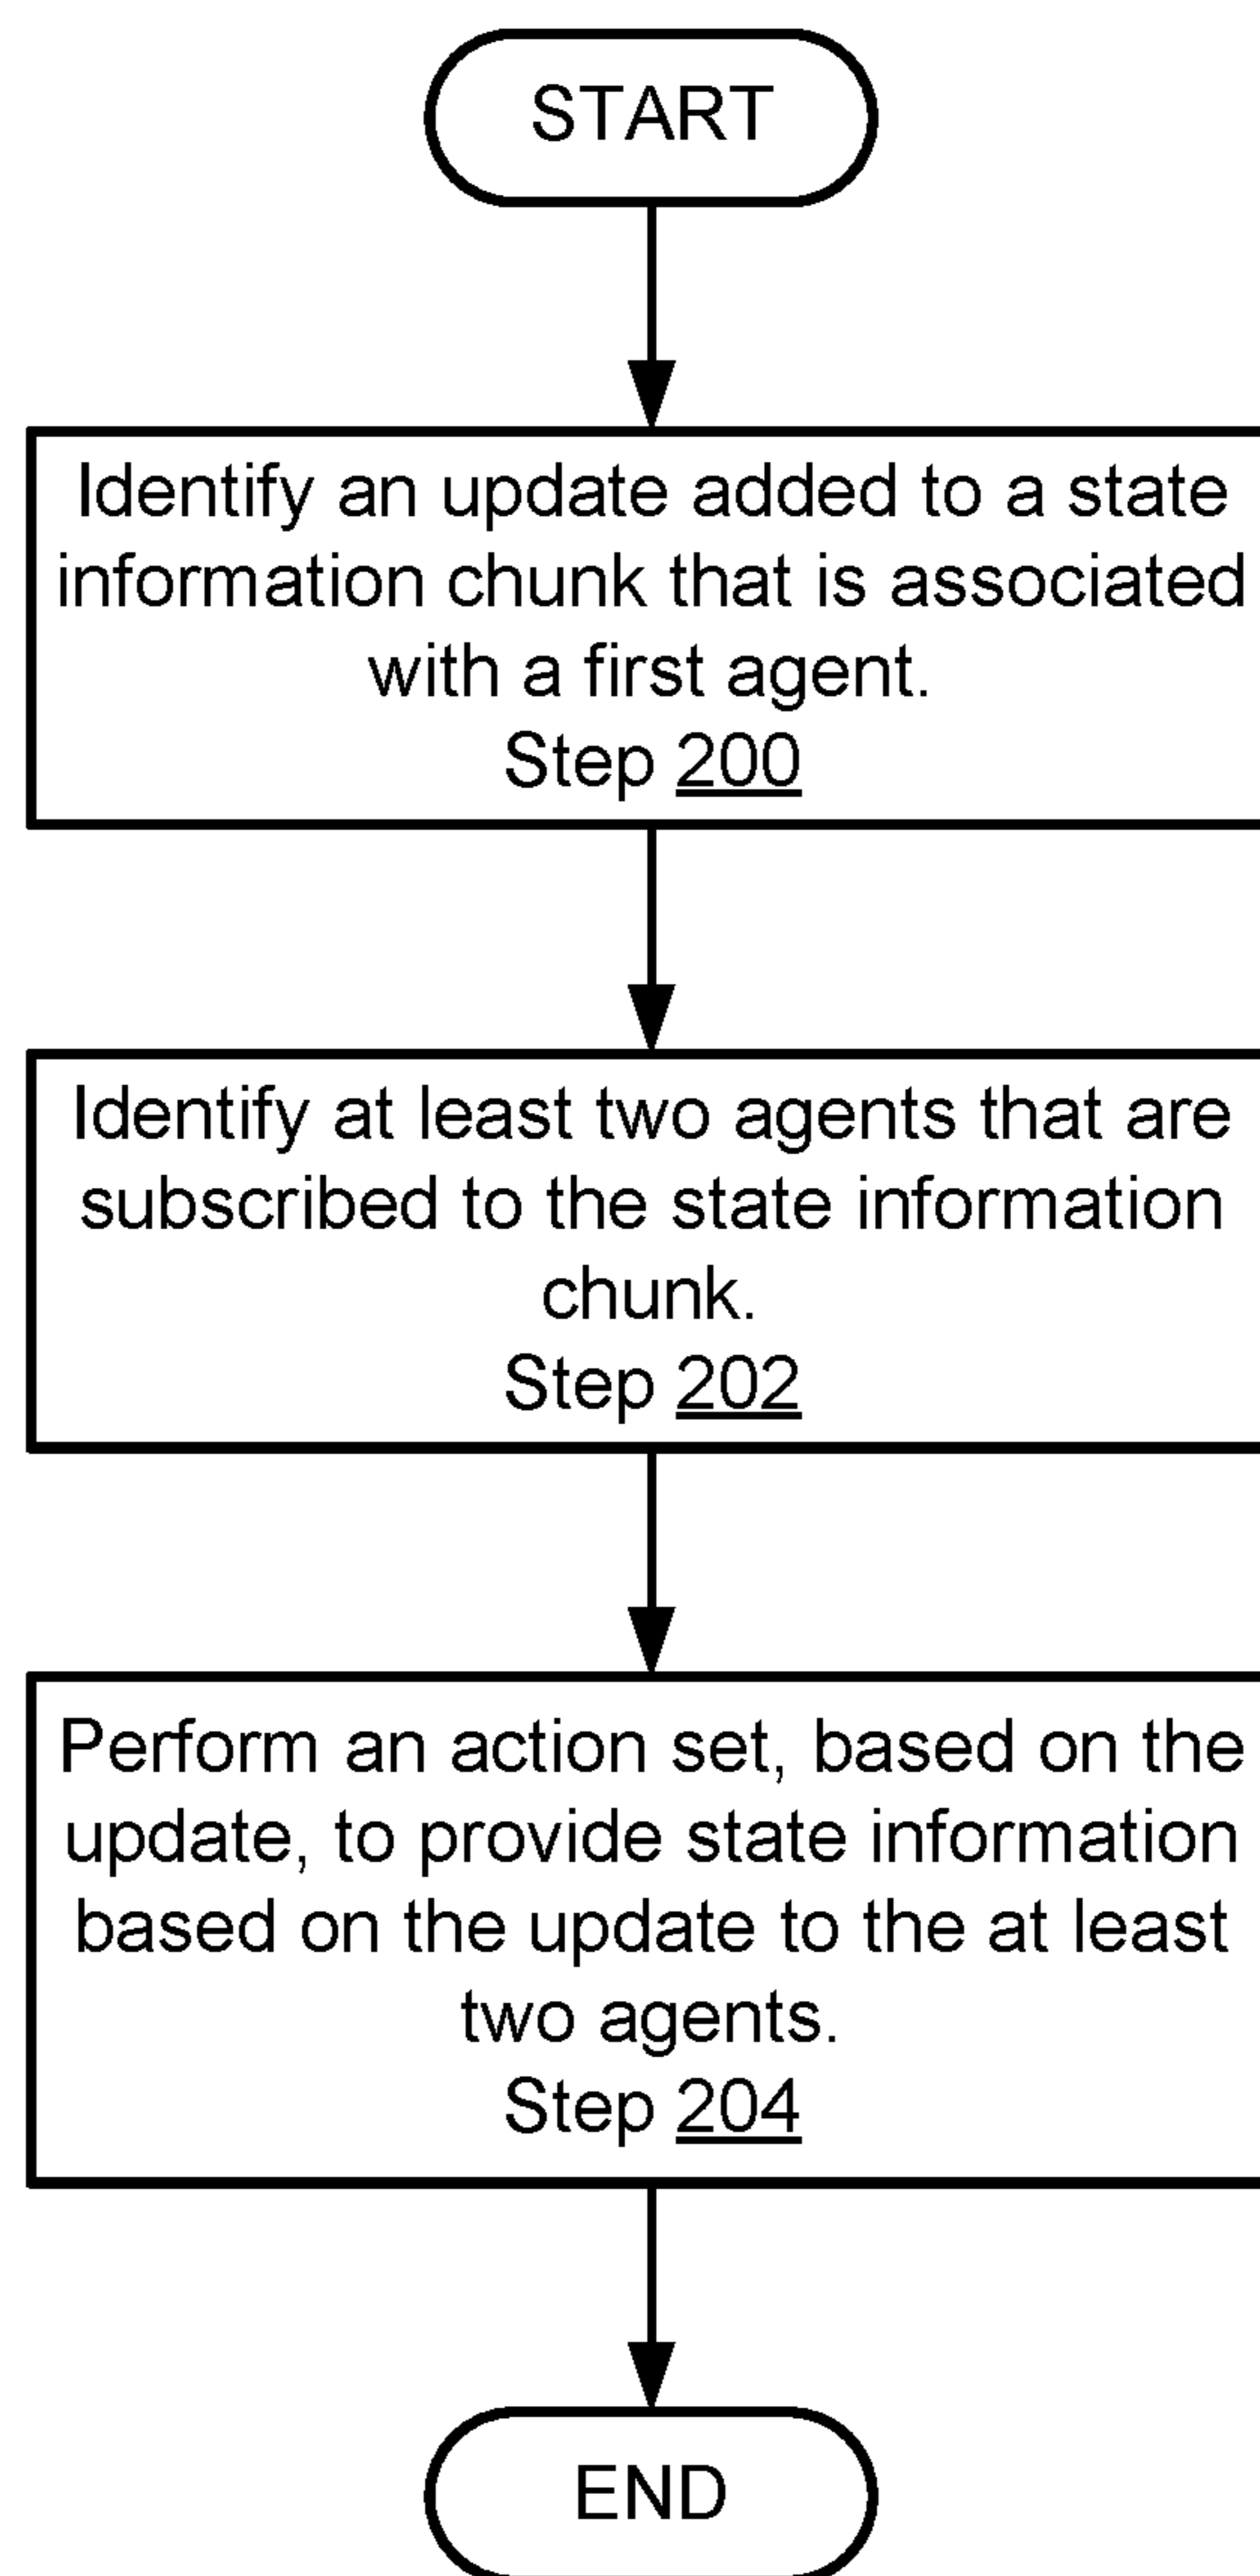 START
Identify an update added to a state
information chunk that is associated
with a first agent.
Step 200
Identify at least two agents that are
subscribed to the state information
chunk.
Step 202
Perform an action set, based on the
update, to provide state information
based on the update to the at least
two agents.
Step 204
END